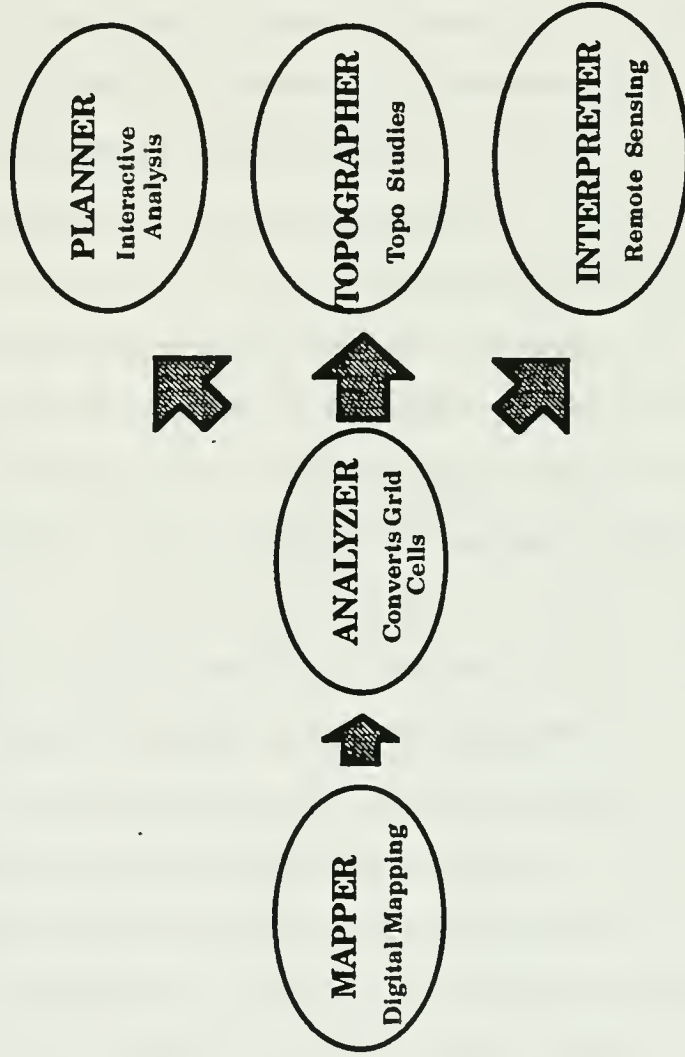 MAPPER
Digital Mapping
ANALYZER
Converts Grid
Cells
PLANNER
Interactive
Analysis
TOPOGRAPHER
Topo Studies
INTERPRETER
Remote Sensing